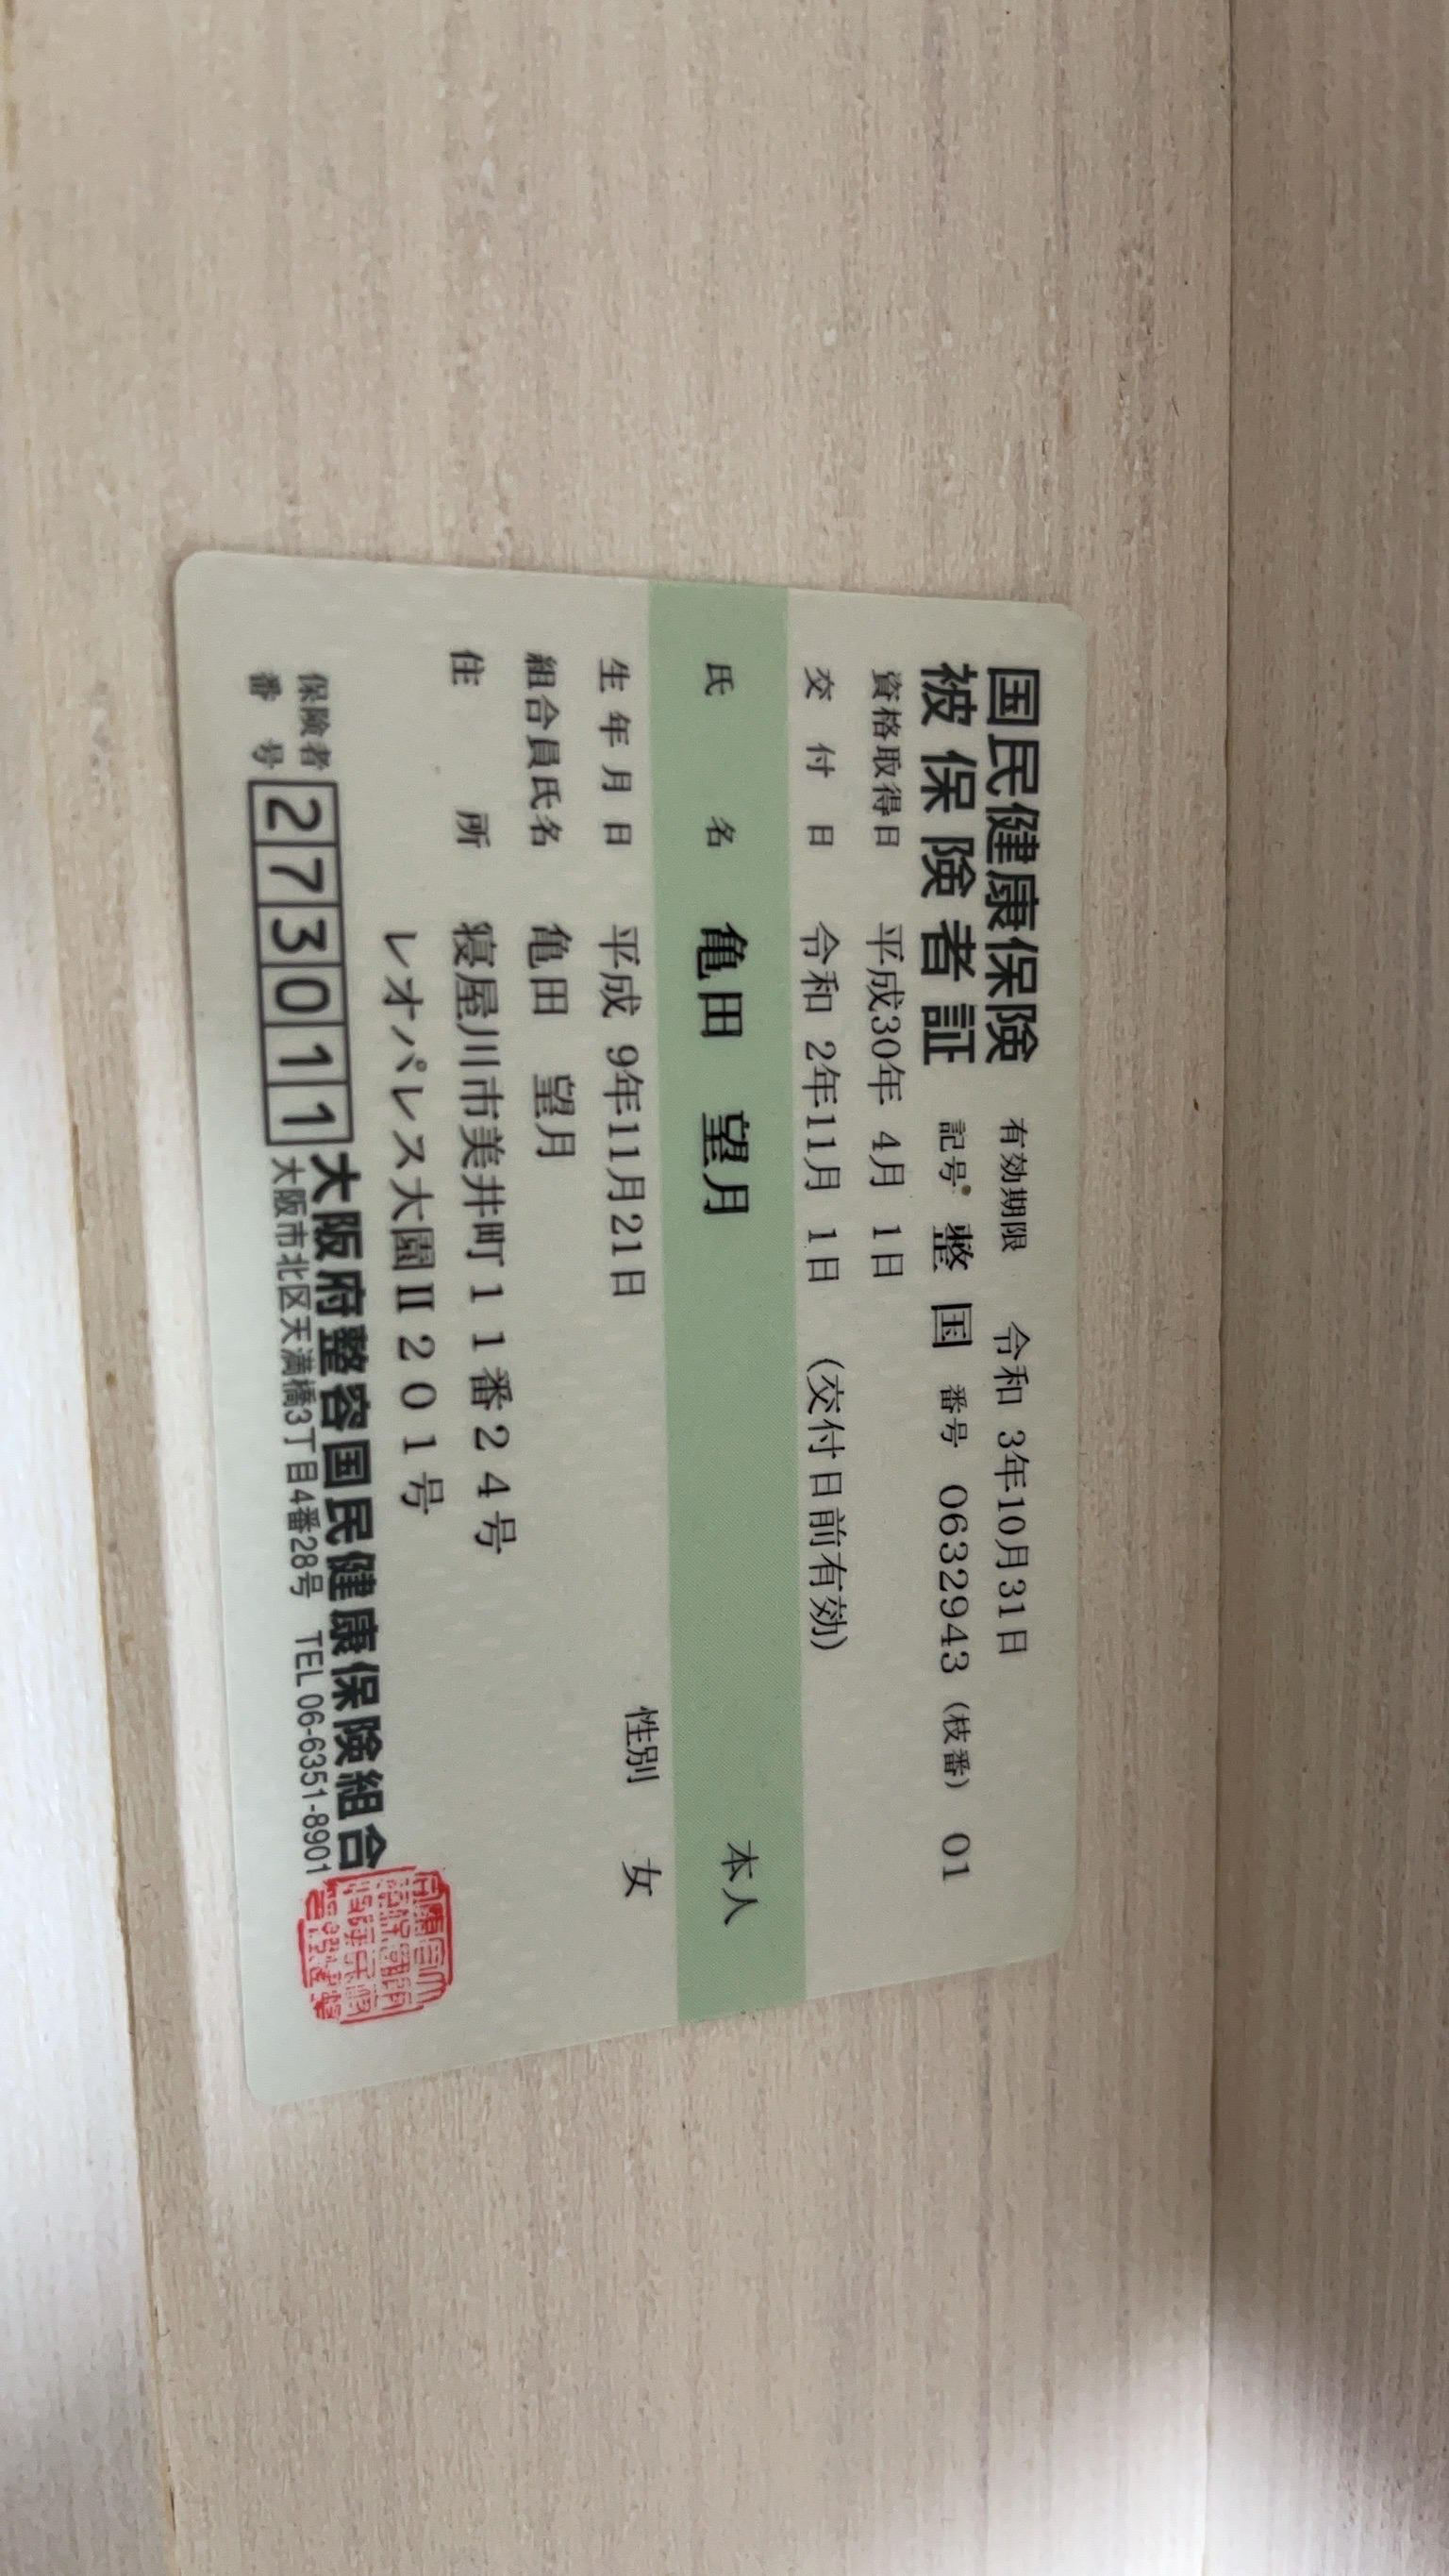 国民健康保険 有効期限 令和 3年10月31日
被保険者証 記号 整国 番号 0632943 (枝番) 01
資格取得日 平成30年 4月 1日
交付日 令和 2年11月 1日 (交付日前有効)
氏名 亀田 望月 本人
生年月日 平成 9年11月21日 性別 女
組合員氏名 亀田 望月
住所 寝屋川市美井町11番24号
レオパレス大園Ⅱ201号
保険者番号 273011 大阪府整容国民健康保険組合
大阪市北区天満橋3丁目4番28号 TEL 06-6351-8901